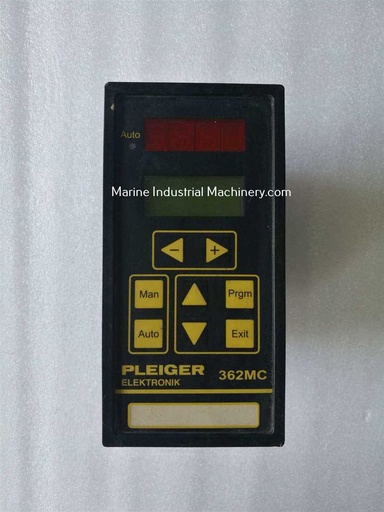 Auto
Marine Industrial Machinery.com
- +
Man Prgm
Auto Exit
PLEIGER
ELEKTRONIK 362MC